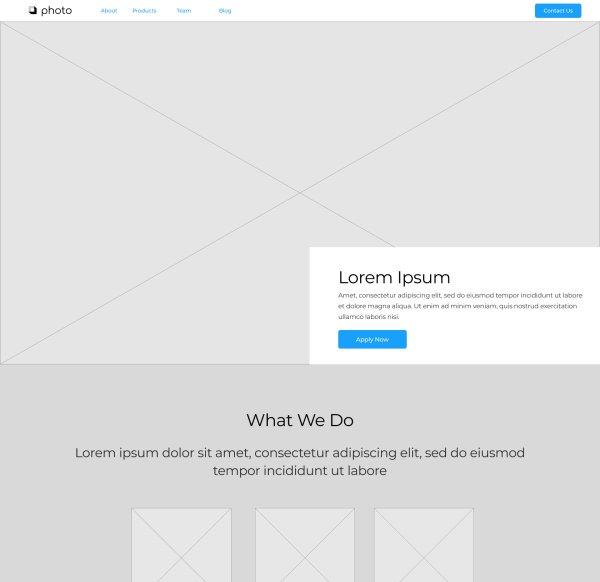 photo
About
Products
Team
Blog
Contact Us
Lorem Ipsum
Amet, consectetur adipiscing elit, sed do eiusmod tempor incididunt ut labore
et dolore magna aliqua. Ut enim ad minim veniam, quis nostrud exercitation
ullamco laboris nisi.
Apply Now
What We Do
Lorem ipsum dolor sit amet, consectetur adipiscing elit, sed do eiusmod
tempor incididunt ut labore